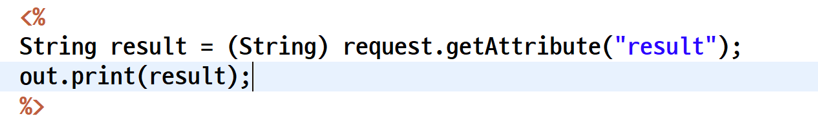 <%
String result = (String) request.getAttribute("result");
out.print(result);
%>